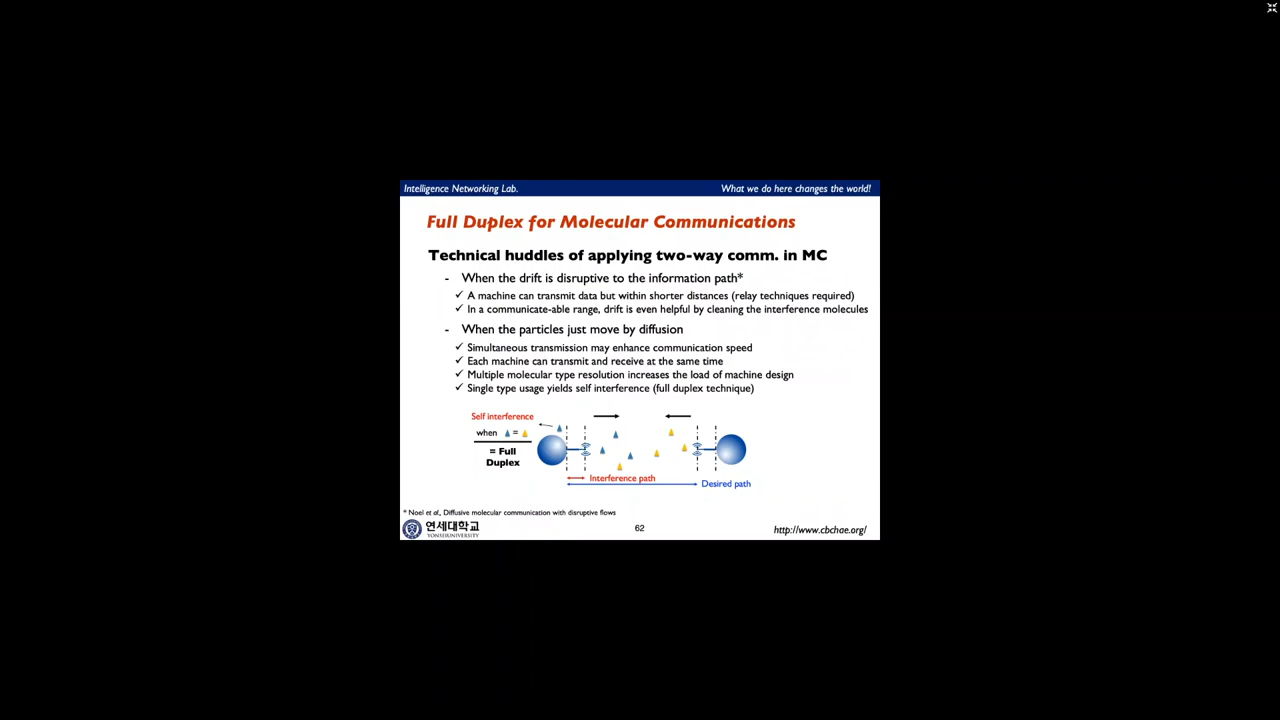 Intelligence Networking Lab.
What we do here changes the world!
Full Duplex for Molecular Communications
Technical huddles of applying two-way comm. in MC
- When the drift is disruptive to the information path*
✓ A machine can transmit data but within shorter distances (relay techniques required)
✓ In a communicate-able range, drift is even helpful by cleaning the interference molecules
- When the particles just move by diffusion
✓ Simultaneous transmission may enhance communication speed
✓ Each machine can transmit and receive at the same time
✓ Multiple molecular type resolution increases the load of machine design
✓ Single type usage yields self interference (full duplex technique)
Self interference
when =
= Full
Duplex
Interference path
Desired path
* Noel et al., Diffusive molecular communication with disruptive flows
연세대학교
YONSEI UNIVERSITY
62
http://www.cbchae.org/